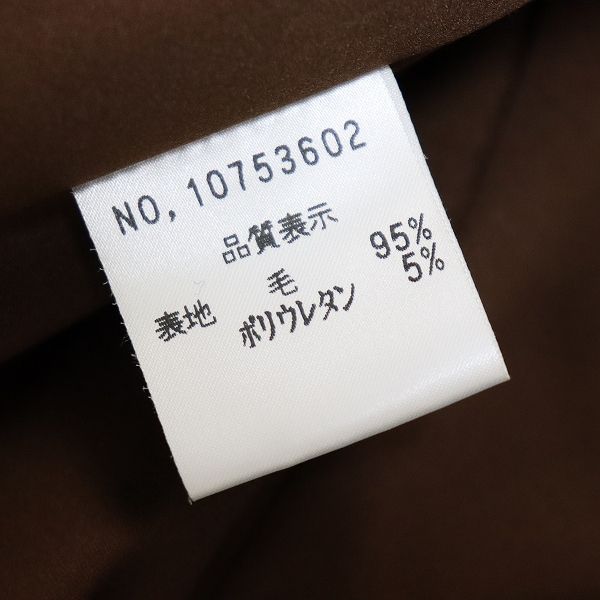 NO. 10753602
品質表示
表地 毛 95%
ポリウレタン 5%